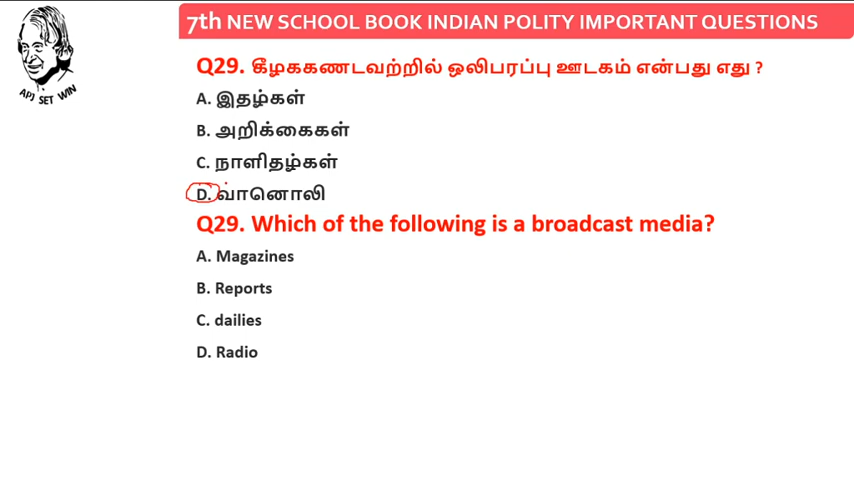 7th NEW SCHOOL BOOK INDIAN POLITY IMPORTANT QUESTIONS
APJ SET WIN
Q29. கீழககணடவற்றில் ஒலிபரப்பு ஊடகம் என்பது எது ?
A. இதழ்கள்
B. அறிக்கைகள்
C. நாளிதழ்கள்
D. வானொலி
Q29. Which of the following is a broadcast media?
A. Magazines
B. Reports
C. dailies
D. Radio